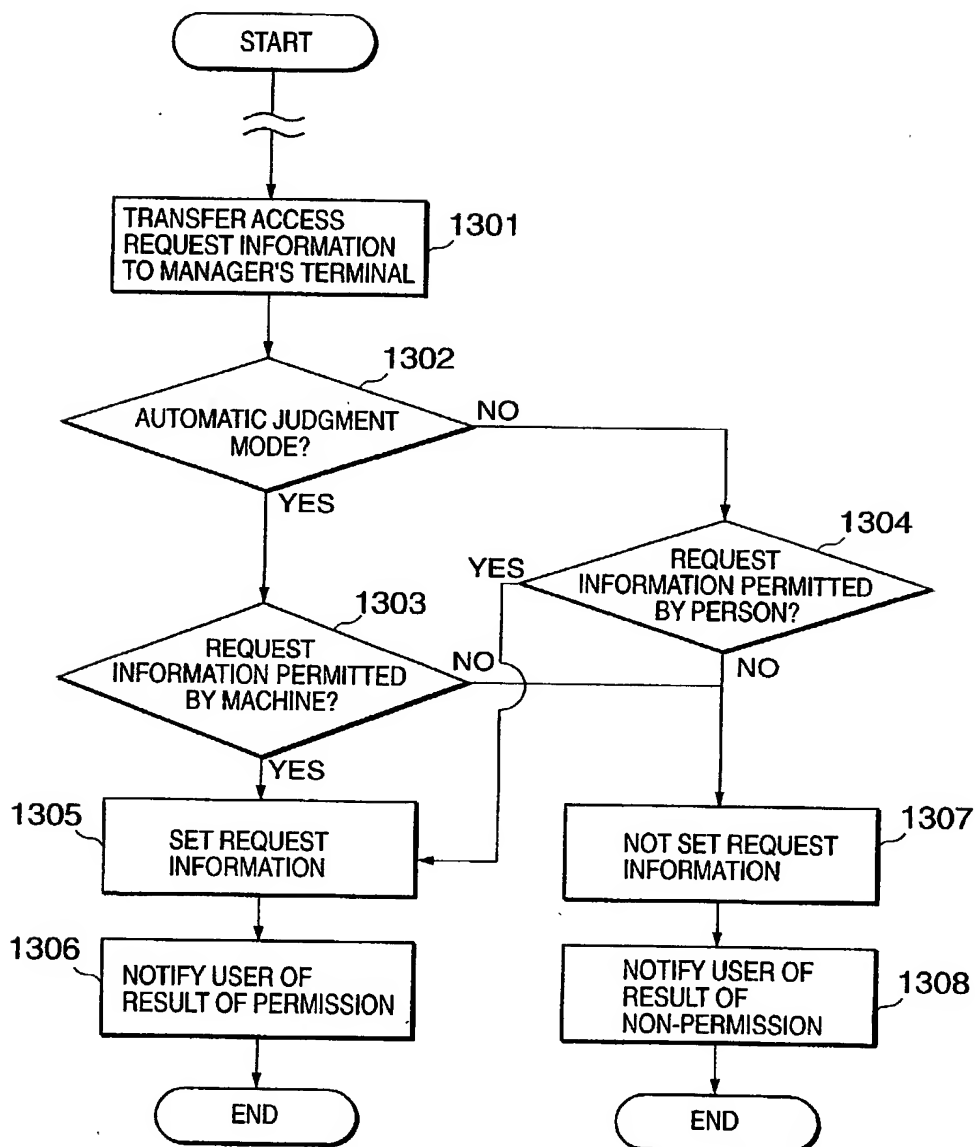 START
TRANSFER ACCESS
REQUEST INFORMATION
TO MANAGER'S TERMINAL
1301
1302
AUTOMATIC JUDGMENT
MODE?
NO
YES
1304
REQUEST
INFORMATION PERMITTED
BY PERSON?
YES
NO
1303
REQUEST
INFORMATION PERMITTED
BY MACHINE?
NO
YES
1305
SET REQUEST
INFORMATION
1307
NOT SET REQUEST
INFORMATION
1306
NOTIFY USER OF
RESULT OF PERMISSION
1308
NOTIFY USER OF
RESULT OF
NON-PERMISSION
END
END